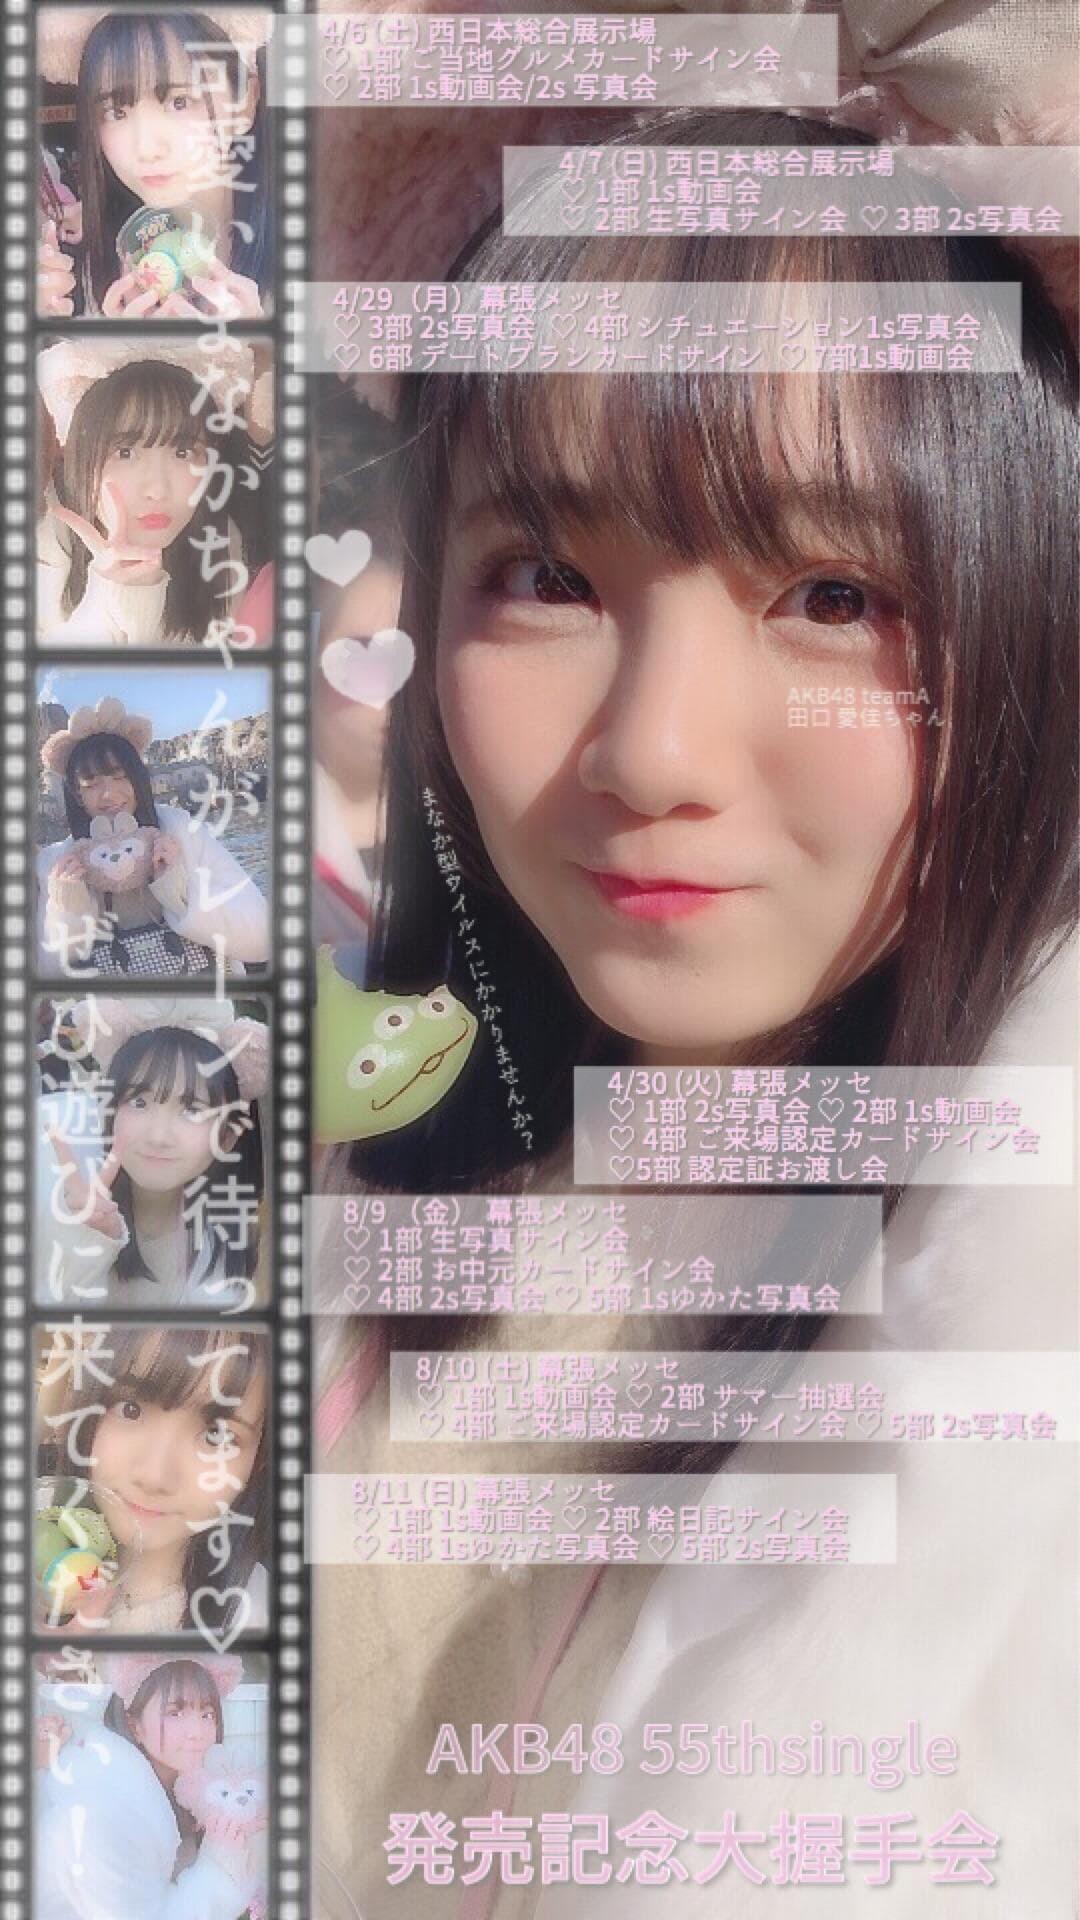 4/6 (土) 西日本総合展示場
♡ 1部 ご当地グルメカードサイン会
♡ 2部 1s動画会/2s 写真会
4/7 (日) 西日本総合展示場
♡ 1部 1s動画会
♡ 2部 生写真サイン会 ♡ 3部 2s写真会
4/29 （月） 幕張メッセ
♡ 3部 2s写真会 ♡ 4部 シチュエーション1s写真会
♡ 6部 デートプランカードサイン ♡ 7部1s動画会
可愛いまなかちゃんがレーンで待ってます♡
ぜひ遊びに来てください！
AKB48 teamA
田口 愛佳ちゃん
まなか型ウイルスにかかりませんか?
4/30 (火) 幕張メッセ
♡ 1部 2s写真会 ♡ 2部 1s動画会
♡ 4部 ご来場認定カードサイン会
♡5部 認定証お渡し会
8/9 （金） 幕張メッセ
♡ 1部 生写真サイン会
♡ 2部 お中元カードサイン会
♡ 4部 2s写真会 ♡ 5部 1sゆかた写真会
8/10 (土) 幕張メッセ
♡ 1部 1s動画会 ♡ 2部 サマー抽選会
♡ 4部 ご来場認定カードサイン会 ♡ 5部 2s写真会
8/11 (日) 幕張メッセ
♡ 1部 1s動画会 ♡ 2部 絵日記サイン会
♡ 4部 1sゆかた写真会 ♡ 5部 2s写真会
AKB48 55thsingle
発売記念大握手会